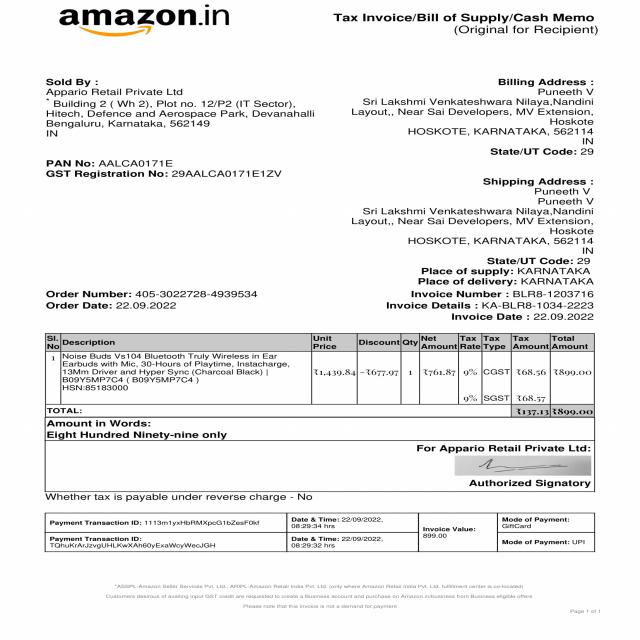 amazon.in
Tax Invoice/Bill of Supply/Cash Memo
(Original for Recipient)
Sold By :
Appario Retail Private Ltd
* Building 2 ( Wh 2), Plot no. 12/P2 (IT Sector),
Hitech, Defence and Aerospace Park, Devanahalli
Bengaluru, Karnataka, 562149
IN
PAN No: AALCA0171E
GST Registration No: 29AALCA0171E1ZV
Billing Address :
Puneeth V
Sri Lakshmi Venkateshwara Nilaya,Nandini
Layout,, Near Sai Developers, MV Extension,
Hoskote
HOSKOTE, KARNATAKA, 562114
IN
State/UT Code: 29
Shipping Address :
Puneeth V
Puneeth V
Sri Lakshmi Venkateshwara Nilaya,Nandini
Layout,, Near Sai Developers, MV Extension,
Hoskote
HOSKOTE, KARNATAKA, 562114
IN
State/UT Code: 29
Place of supply: KARNATAKA
Place of delivery: KARNATAKA
Order Number: 405-3022728-4939534
Order Date: 22.09.2022
Invoice Number : BLR8-1203716
Invoice Details : KA-BLR8-1034-2223
Invoice Date : 22.09.2022
Sl. No Description Unit Price Discount Qty Net Amount Tax Rate Tax Type Tax Amount Total Amount
1 Noise Buds Vs104 Bluetooth Truly Wireless in Ear
Earbuds with Mic, 30-Hours of Playtime, Instacharge,
13Mm Driver and Hyper Sync (Charcoal Black) |
B09Y5MP7C4 ( B09Y5MP7C4 )
HSN:85183000
₹1,439.84 -₹677.97 1 ₹761.87 9% CGST ₹68.56 ₹899.00
9% SGST ₹68.57
TOTAL: ₹137.13 ₹899.00
Amount in Words:
Eight Hundred Ninety-nine only
For Appario Retail Private Ltd:
Authorized Signatory
Whether tax is payable under reverse charge - No
Payment Transaction ID: 1113m1yxHbRMXpcG1bZesF0kf
Date & Time: 22/09/2022,
08:29:34 hrs
Invoice Value:
899.00
Mode of Payment:
GiftCard
Payment Transaction ID:
TQhuKrArJzvgUHLKwXAh60yExaWcyWecJGH
Date & Time: 22/09/2022,
08:29:32 hrs
Mode of Payment: UPI
*ASSPL-Amazon Seller Services Pvt. Ltd., ARIPL-Amazon Retail India Pvt. Ltd. (only where Amazon Retail India Pvt. Ltd. fulfillment center is co-located)
Customers desirous of availing input GST credit are requested to create a Business account and purchase on Amazon.in/business from Business eligible offers
Please note that this invoice is not a demand for payment
Page 1 of 1